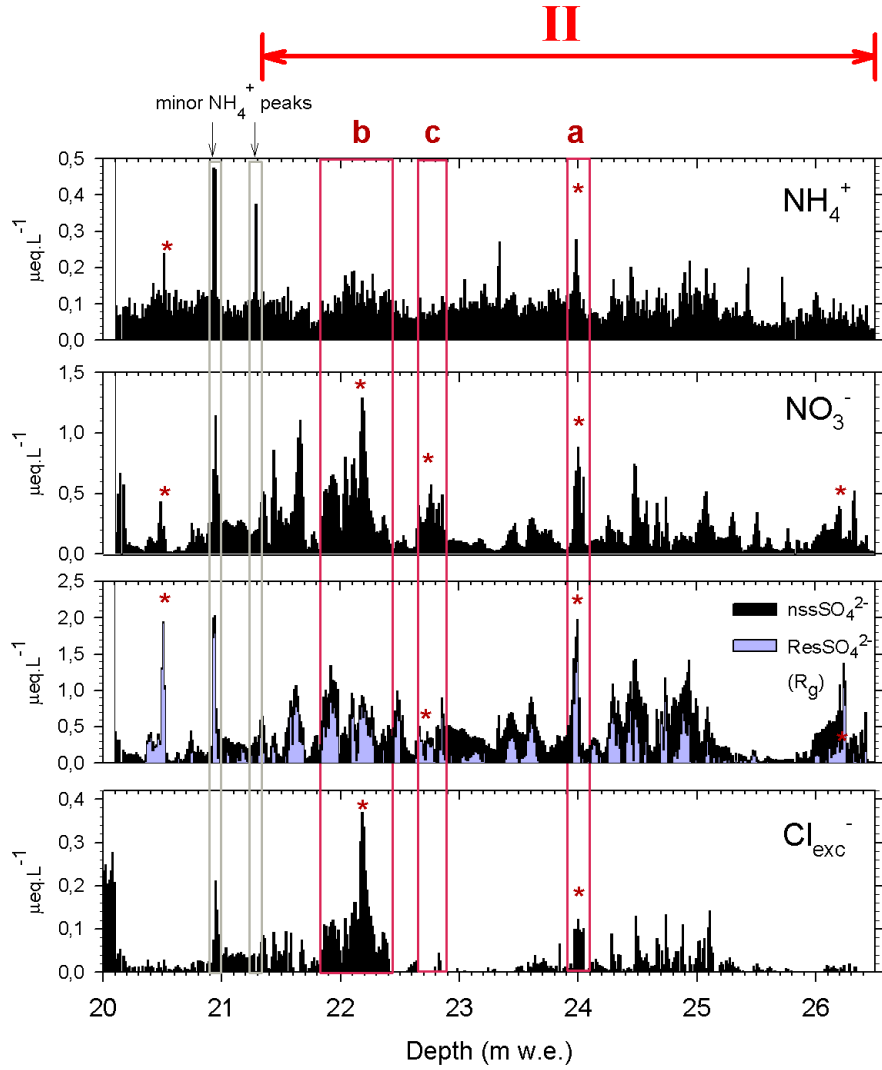 II
minor NH₄⁺ peaks
b c a
0,5
0,4
0,3
0,2
0,1
0,0
µeq.L⁻¹
NH₄⁺
*
*
1,5
1,0
0,5
0,0
µeq.L⁻¹
NO₃⁻
*
*
*
*
*
2,5
2,0
1,5
1,0
0,5
0,0
µeq.L⁻¹
nssSO₄²⁻
ResSO₄²⁻
(Rg)
*
*
*
*
0,4
0,3
0,2
0,1
0,0
µeq.L⁻¹
Clexc⁻
*
*
20 21 22 23 24 25 26
Depth (m w.e.)